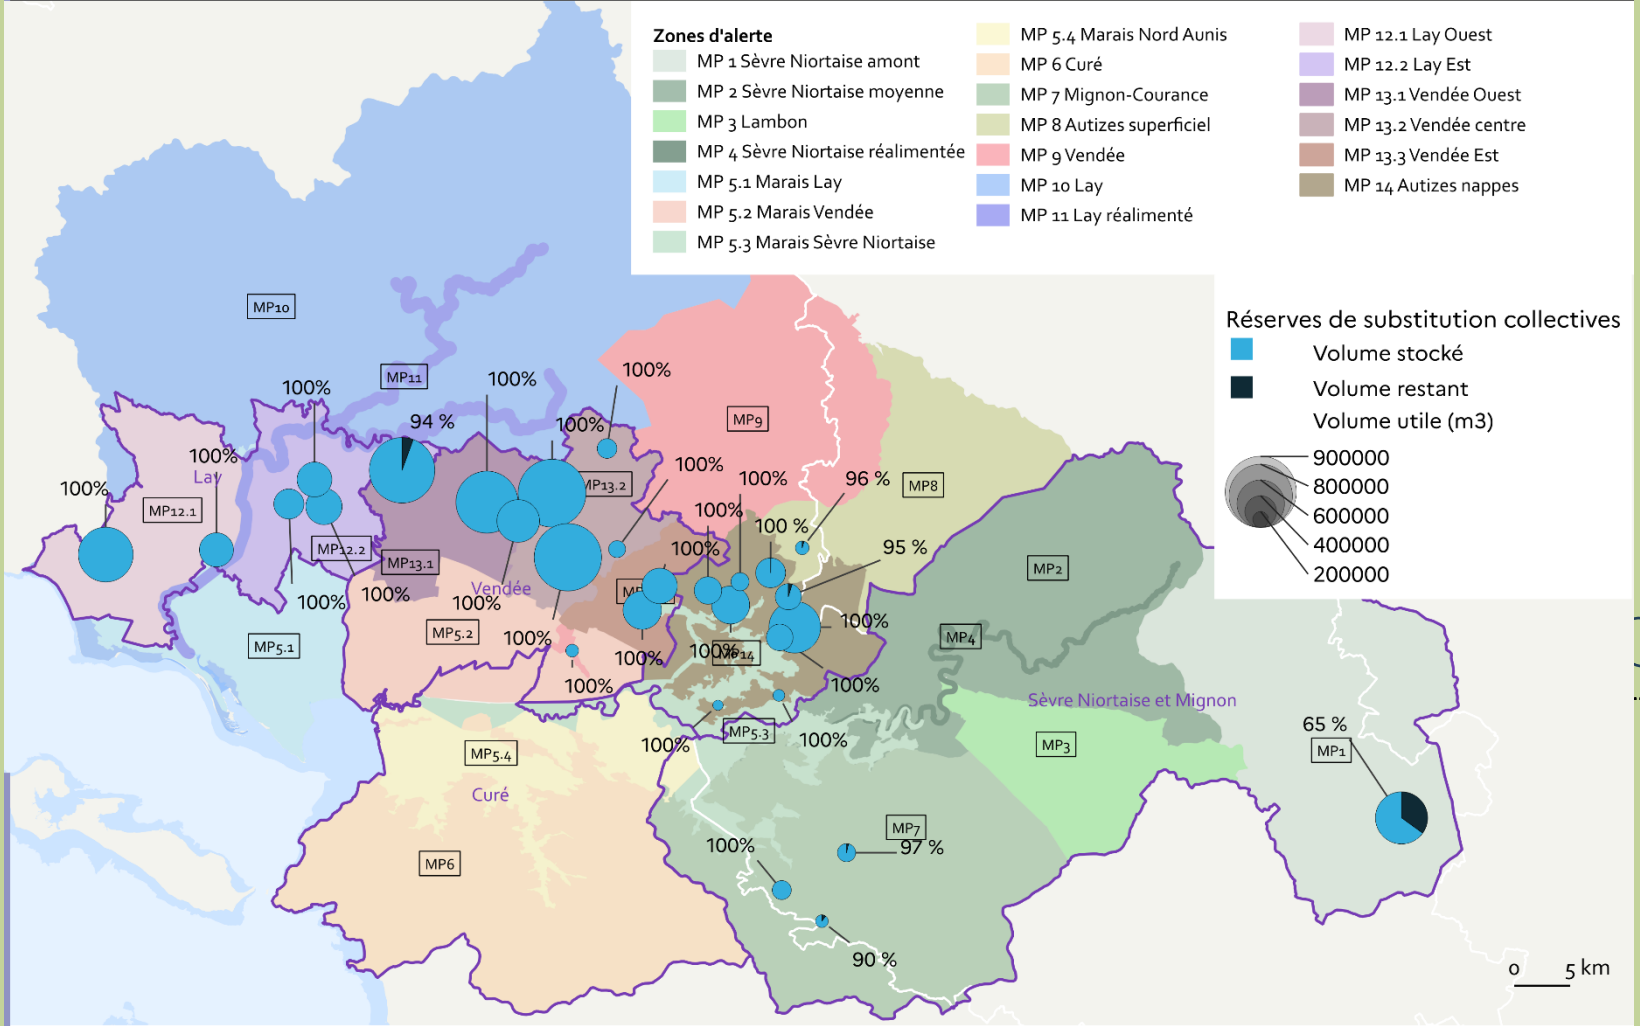 Zones d'alerte
MP 1 Sèvre Niortaise amont
MP 2 Sèvre Niortaise moyenne
MP 3 Lambon
MP 4 Sèvre Niortaise réalimentée
MP 5.1 Marais Lay
MP 5.2 Marais Vendée
MP 5.3 Marais Sèvre Niortaise
MP 5.4 Marais Nord Aunis
MP 6 Curé
MP 7 Mignon-Courance
MP 8 Autizes superficiel
MP 9 Vendée
MP 10 Lay
MP 11 Lay réalimenté
MP 12.1 Lay Ouest
MP 12.2 Lay Est
MP 13.1 Vendée Ouest
MP 13.2 Vendée centre
MP 13.3 Vendée Est
MP 14 Autizes nappes
Réserves de substitution collectives
Volume stocké
Volume restant
Volume utile (m3)
900000
800000
600000
400000
200000
MP10
MP11
100%
100%
100%
94 %
100%
MP9
100%
Lay
100%
100%
MP12.1
MP13.2
100%
96 %
MP8
100%
100 %
MP12.2
MP13.1
100%
95 %
MP2
Vendée
100%
100%
100%
100%
MP5.2
100%
MP4
MP5.1
100%
100%
MP14
100%
100%
Sèvre Niortaise et Mignon
100%
MP5.3
100%
MP3
65 %
MP1
MP5.4
Curé
MP7
97 %
100%
MP6
90 %
0 5 km